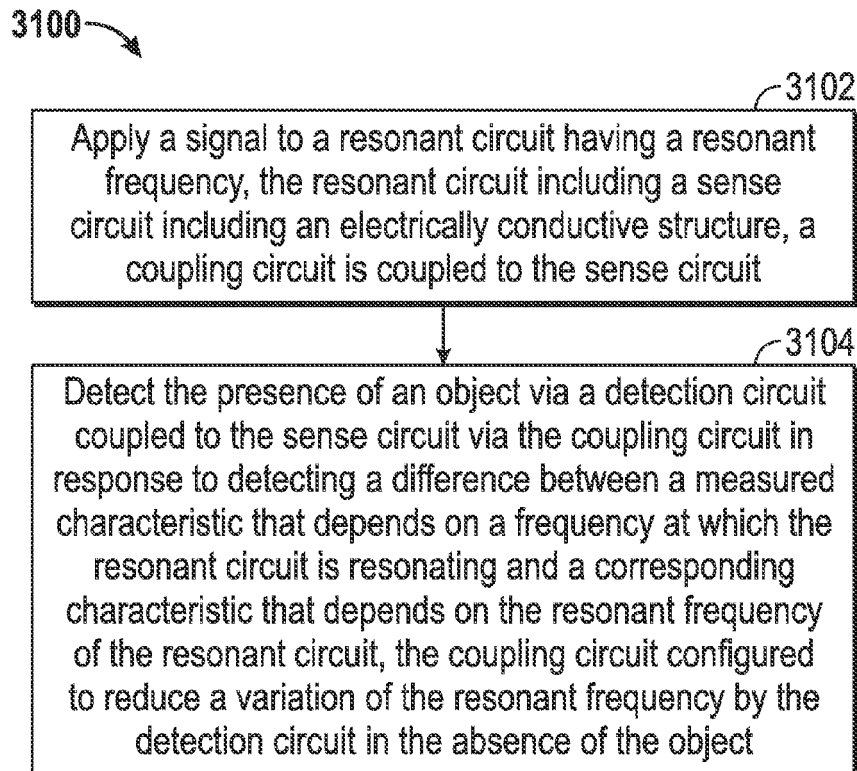 3100
3102
Apply a signal to a resonant circuit having a resonant
frequency, the resonant circuit including a sense
circuit including an electrically conductive structure, a
coupling circuit is coupled to the sense circuit
3104
Detect the presence of an object via a detection circuit
coupled to the sense circuit via the coupling circuit in
response to detecting a difference between a measured
characteristic that depends on a frequency at which the
resonant circuit is resonating and a corresponding
characteristic that depends on the resonant frequency
of the resonant circuit, the coupling circuit configured
to reduce a variation of the resonant frequency by the
detection circuit in the absence of the object